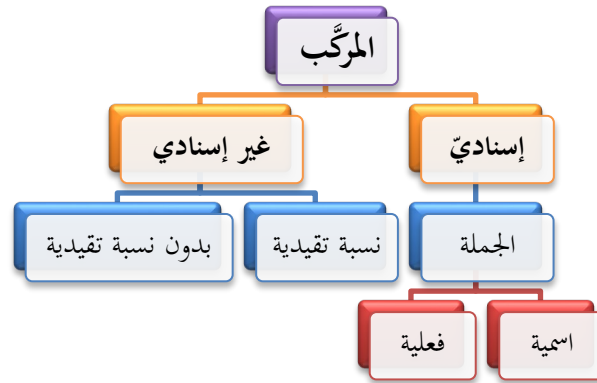 المركَّب
إسناديّ
غير إسنادي
الجملة
نسبة تقيدية
بدون نسبة تقيدية
اسمية
فعلية